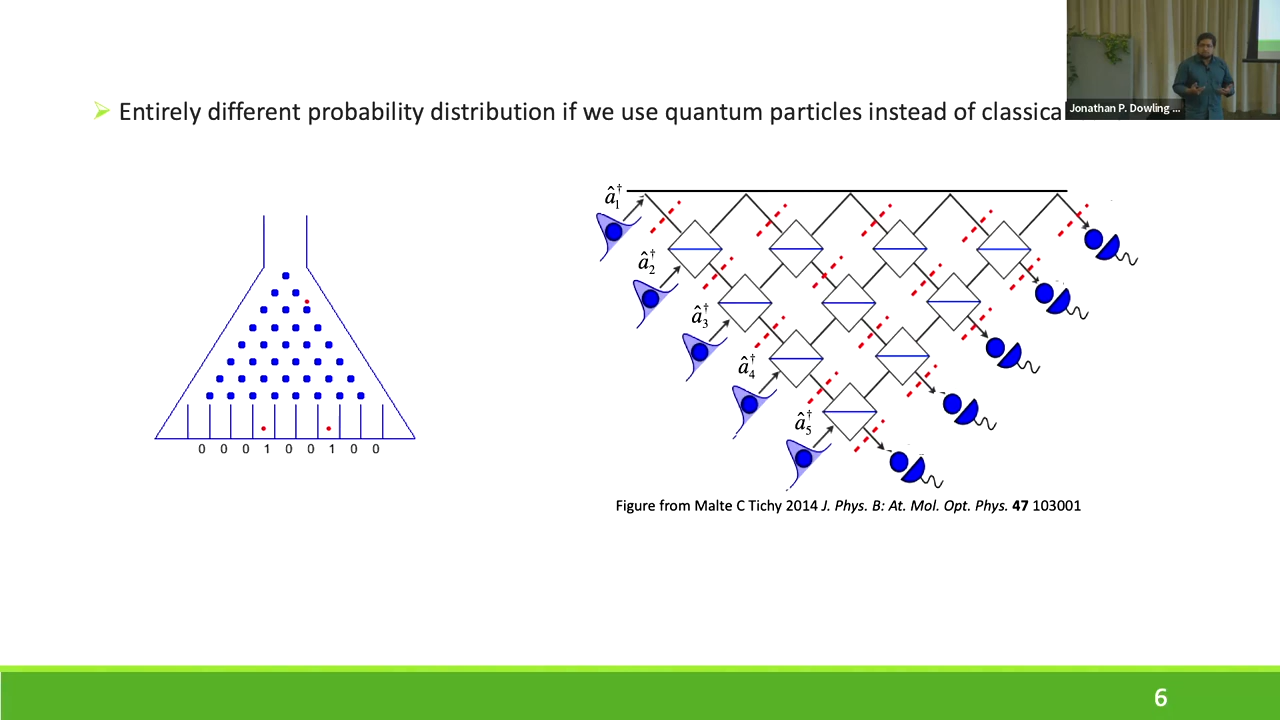 Entirely different probability distribution if we use quantum particles instead of classica
Jonathan P. Dowling ...
â₁†
â₂†
â₃†
â₄†
â₅†
0 0 0 1 0 0 1 0 0
Figure from Malte C Tichy 2014 J. Phys. B: At. Mol. Opt. Phys. 47 103001
6